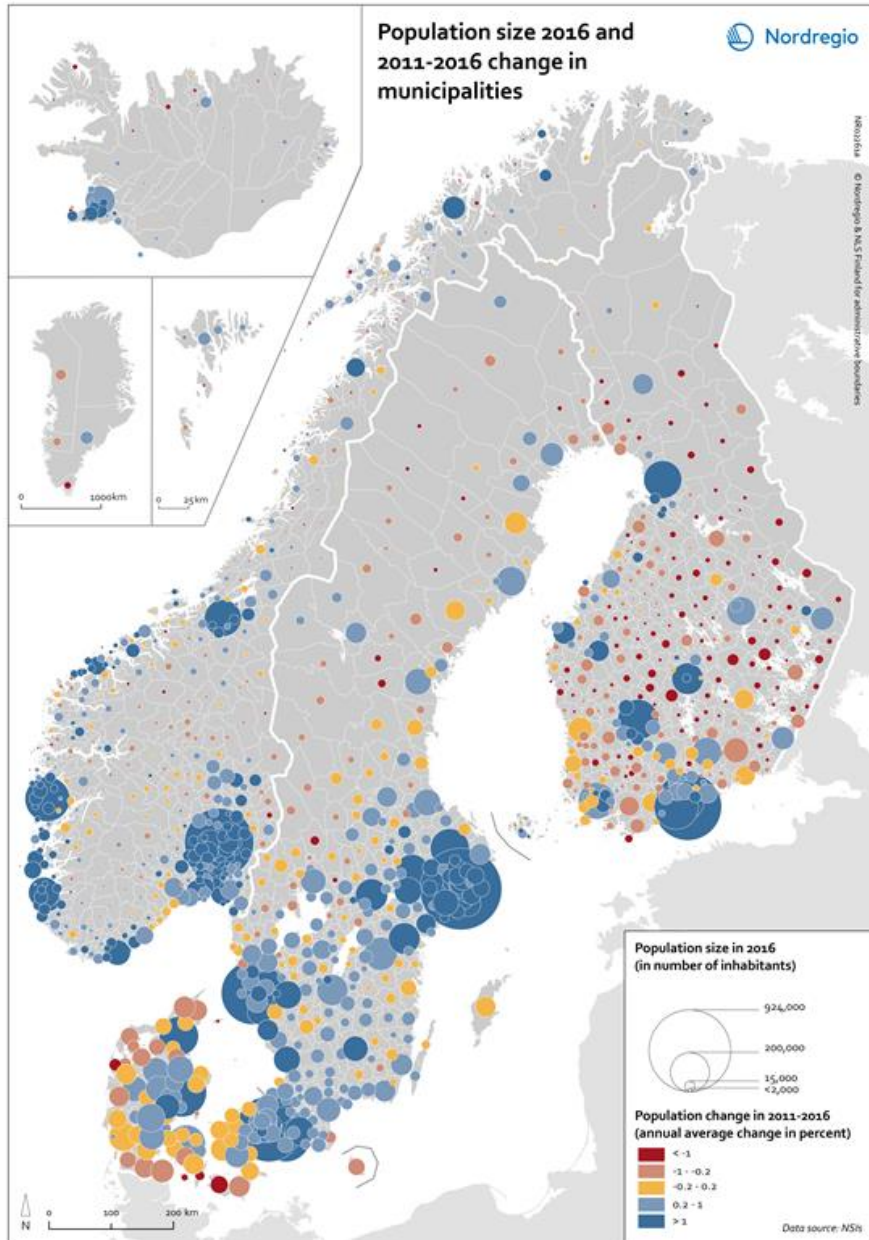 Population size 2016 and
2011-2016 change in
municipalities
Nordregio
NR022614 © Nordregio & NLS Finland for administrative boundaries
0 1000km
0 25 km
Population size in 2016
(in number of inhabitants)
924,000
200,000
15,000
<2,000
Population change in 2011-2016
(annual average change in percent)
< -1
-1 - -0.2
-0.2 - 0.2
0.2 - 1
> 1
N
0 100 200 km
Data source: NSIs